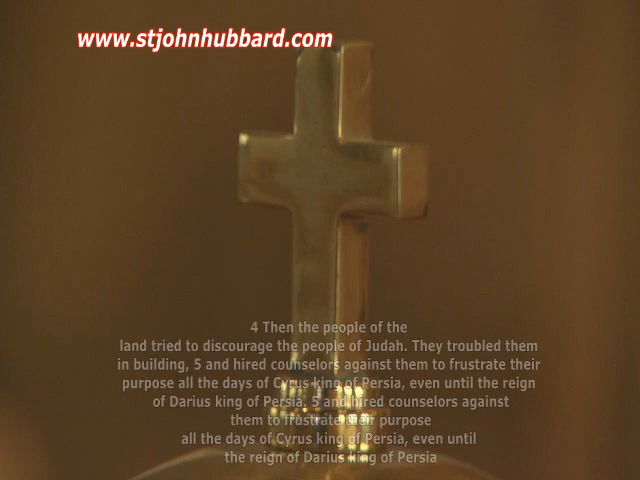 www.stjohnhubbard.com
4 Then the people of the
land tried to discourage the people of Judah. They troubled them
in building, 5 and hired counselors against them to frustrate their
purpose all the days of Cyrus king of Persia, even until the reign
of Darius king of Persia. 5 and hired counselors against
them to frustrate their purpose
all the days of Cyrus king of Persia, even until
the reign of Darius king of Persia